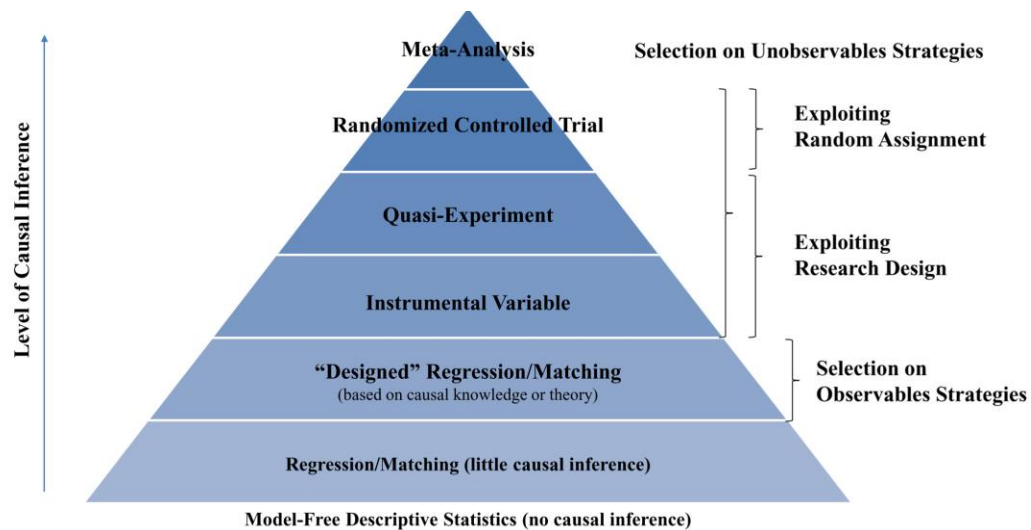 Meta-Analysis
Selection on Unobservables Strategies
Randomized Controlled Trial
Exploiting
Random Assignment
Quasi-Experiment
Exploiting
Research Design
Instrumental Variable
“Designed” Regression/Matching
(based on causal knowledge or theory)
Selection on
Observables Strategies
Regression/Matching (little causal inference)
Model-Free Descriptive Statistics (no causal inference)
Level of Causal Inference